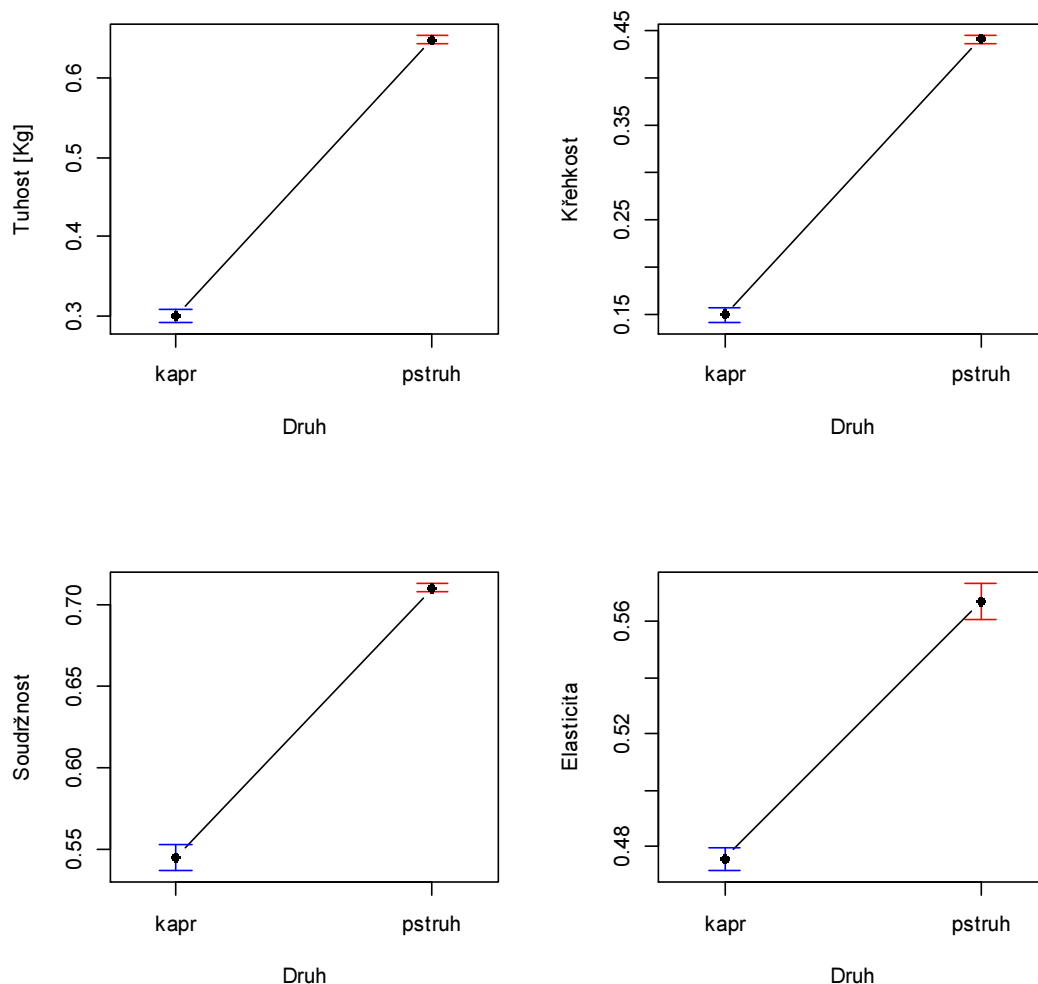 Tuhost [Kg]
0.6
0.5
0.4
0.3
kapr
pstruh
Druh
Křehkost
0.45
0.35
0.25
0.15
kapr
pstruh
Druh
Soudržnost
0.70
0.65
0.60
0.55
kapr
pstruh
Druh
Elasticita
0.56
0.52
0.48
kapr
pstruh
Druh